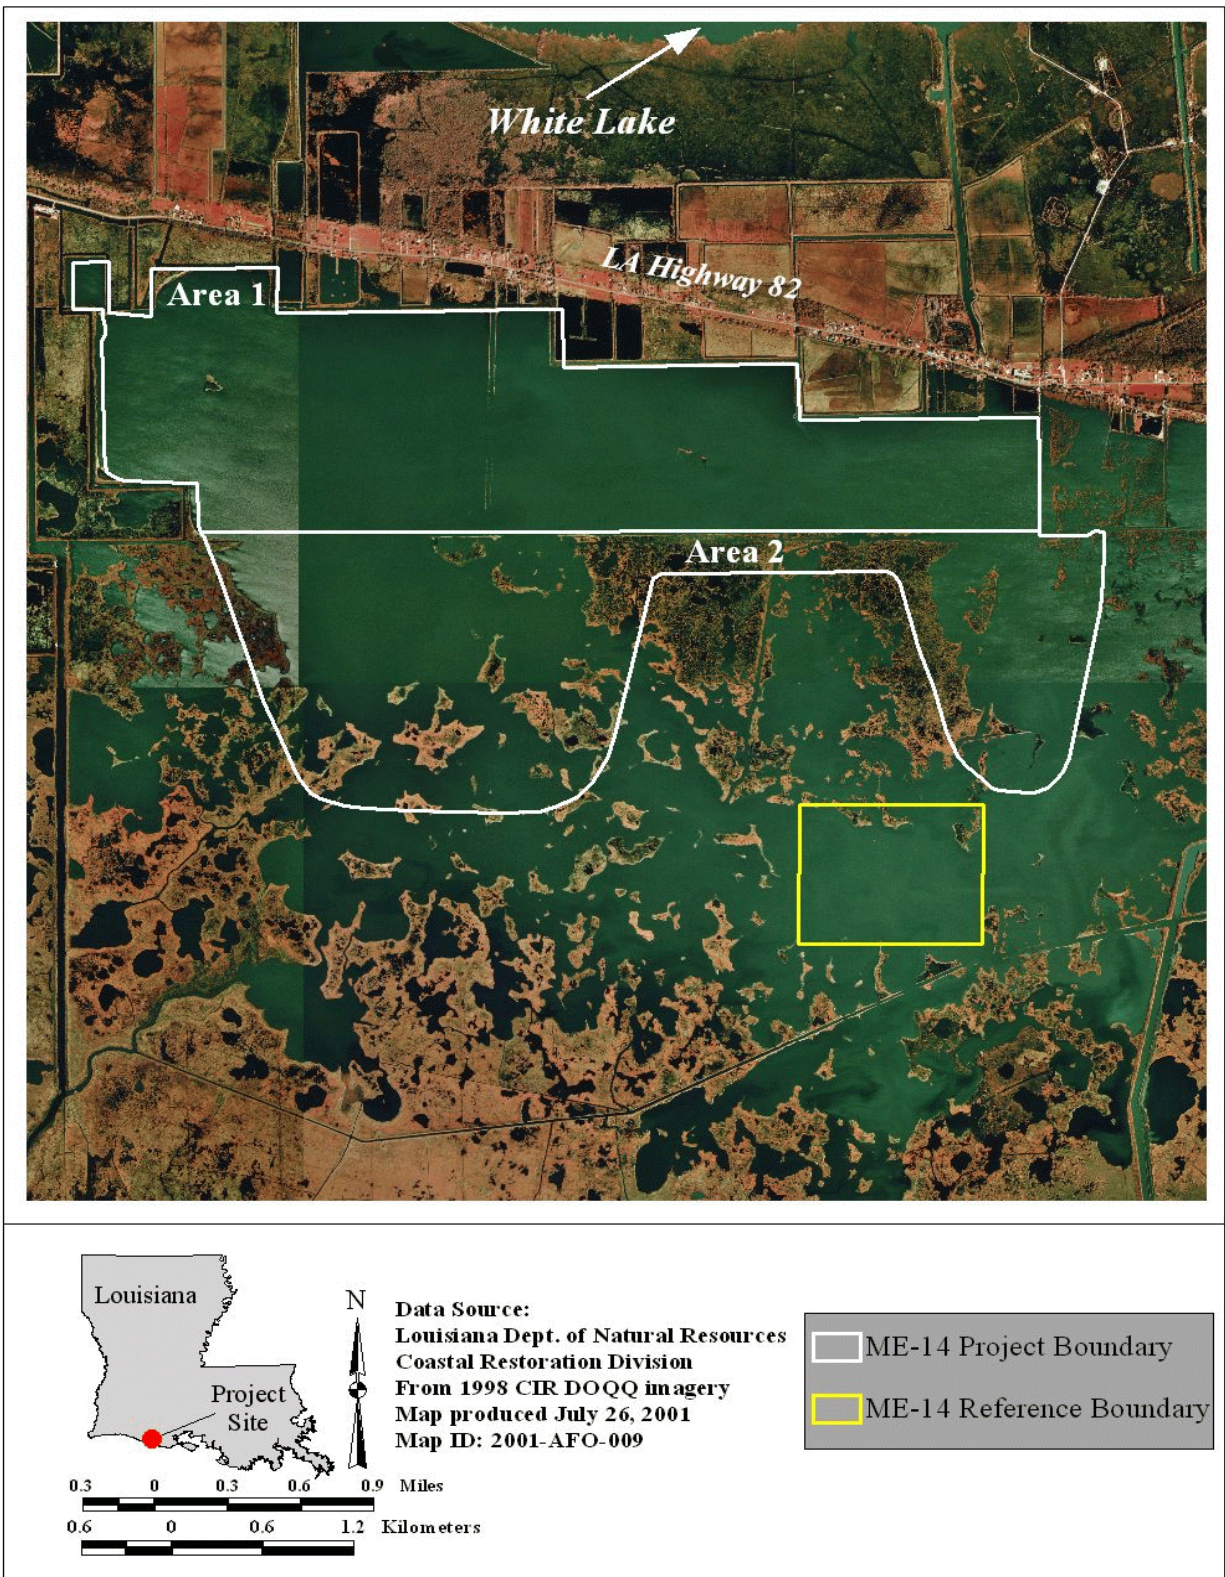 White Lake
LA Highway 82
Area 1
Area 2
Louisiana
Project
Site
N
Data Source:
Louisiana Dept. of Natural Resources
Coastal Restoration Division
From 1998 CIR DOQQ imagery
Map produced July 26, 2001
Map ID: 2001-AFO-009
ME-14 Project Boundary
ME-14 Reference Boundary
0.3 0 0.3 0.6 0.9 Miles
0.6 0 0.6 1.2 Kilometers